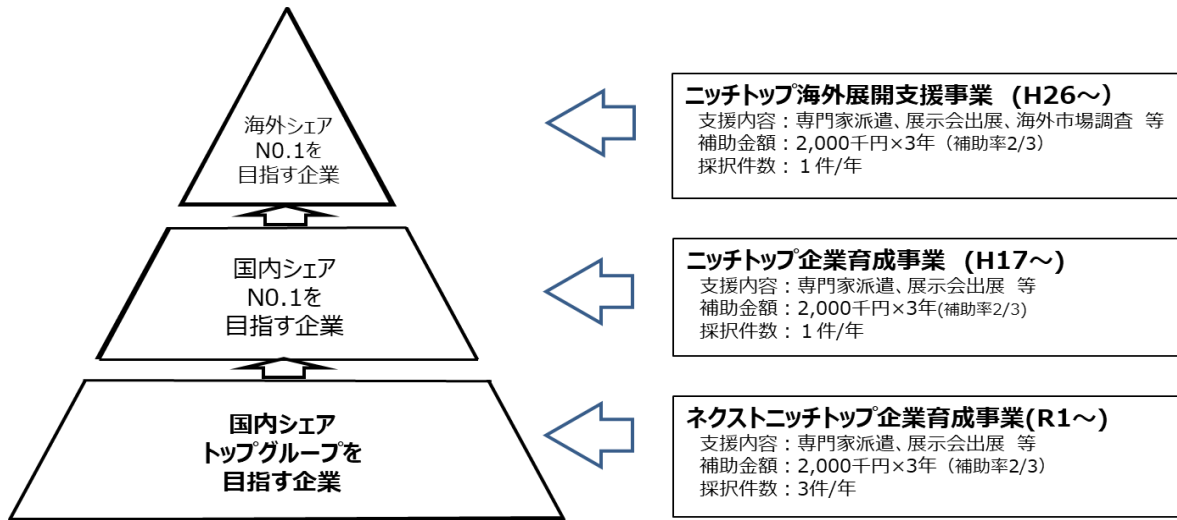 海外シェア
N0.1を
目指す企業
ニッチトップ海外展開支援事業 (H26～)
支援内容：専門家派遣、展示会出展、海外市場調査 等
補助金額：2,000千円×3年（補助率2/3）
採択件数：１件/年
国内シェア
N0.1を
目指す企業
ニッチトップ企業育成事業 (H17～)
支援内容：専門家派遣、展示会出展 等
補助金額：2,000千円×3年(補助率2/3)
採択件数：１件/年
国内シェア
トップグループを
目指す企業
ネクストニッチトップ企業育成事業(R1～)
支援内容：専門家派遣、展示会出展 等
補助金額：2,000千円×3年（補助率2/3）
採択件数：3件/年